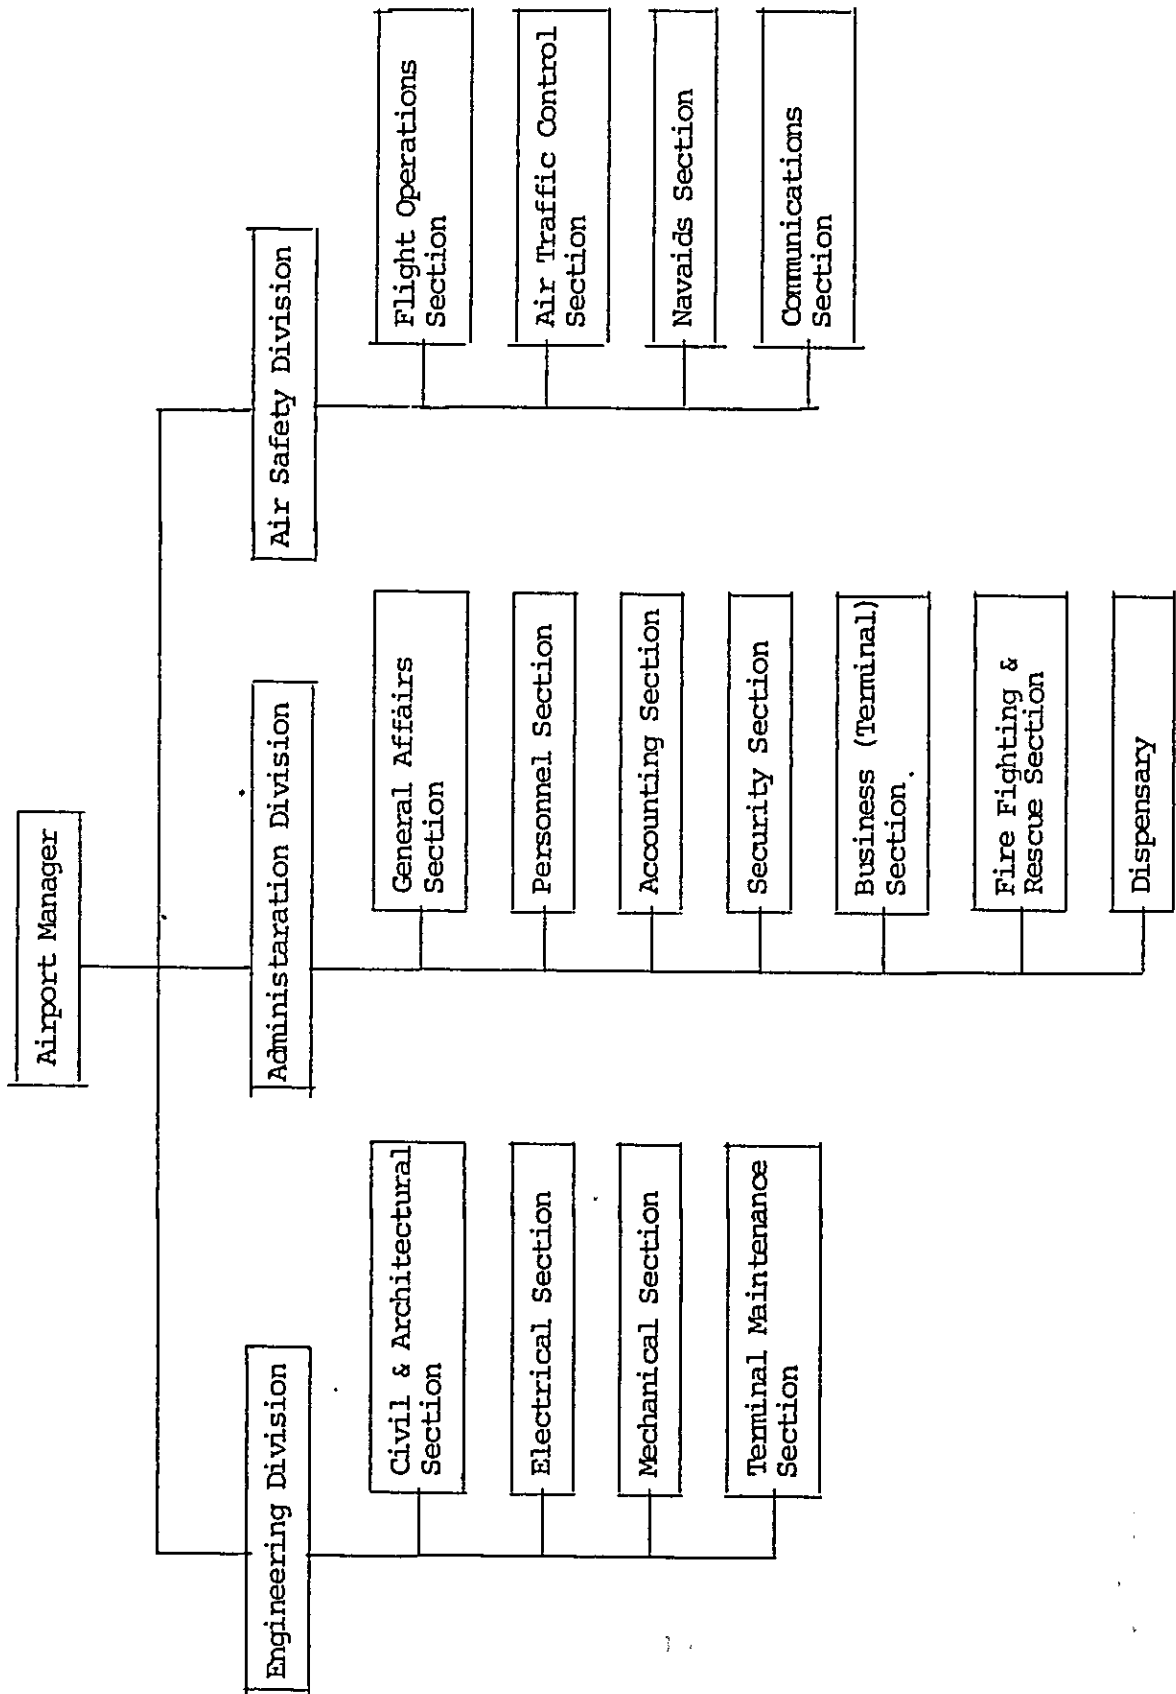 Airport Manager
Engineering Division
Civil & Architectural
Section
Electrical Section
Mechanical Section
Terminal Maintenance
Section
Administaration Division
General Affairs
Section
Personnel Section
Accounting Section
Security Section
Business (Terminal)
Section.
Fire Fighting &
Rescue Section
Dispensary
Air Safety Division
Flight Operations
Section
Air Traffic Control
Section
Navaids Section
Communications
Section